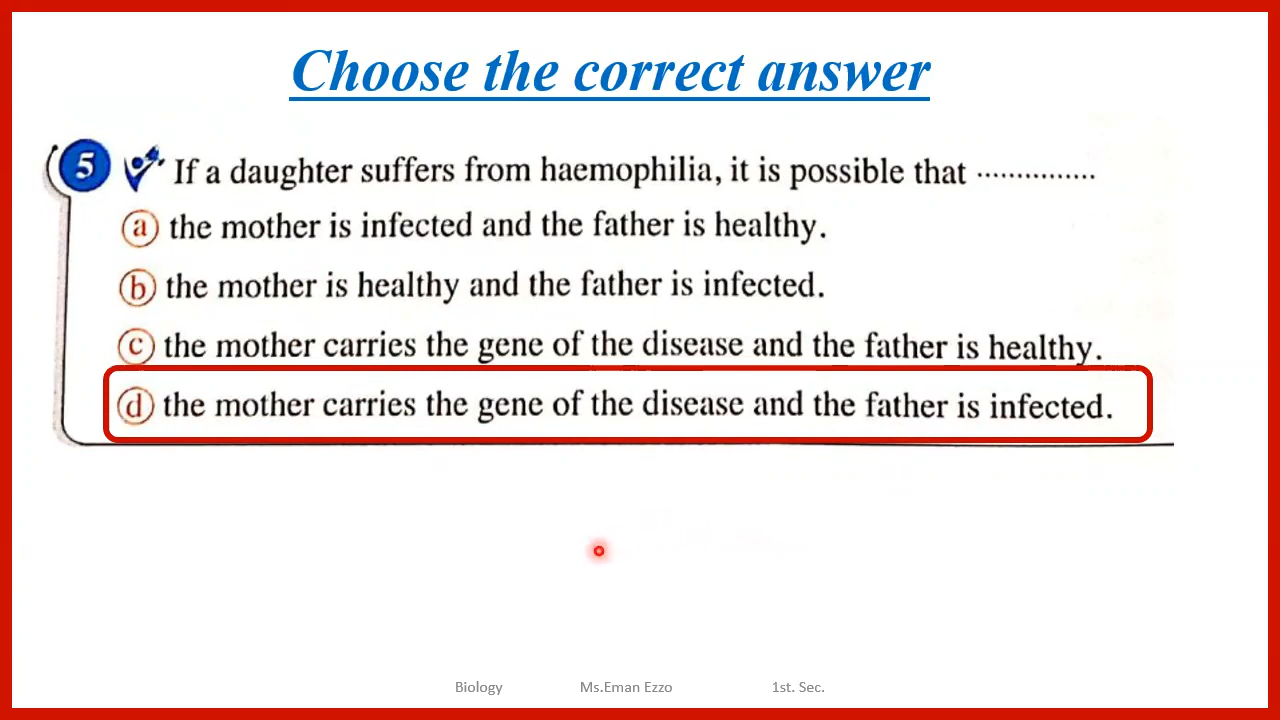 Choose the correct answer
5 If a daughter suffers from haemophilia, it is possible that ...............
a the mother is infected and the father is healthy.
b the mother is healthy and the father is infected.
c the mother carries the gene of the disease and the father is healthy.
d the mother carries the gene of the disease and the father is infected.
Biology Ms.Eman Ezzo 1st. Sec.